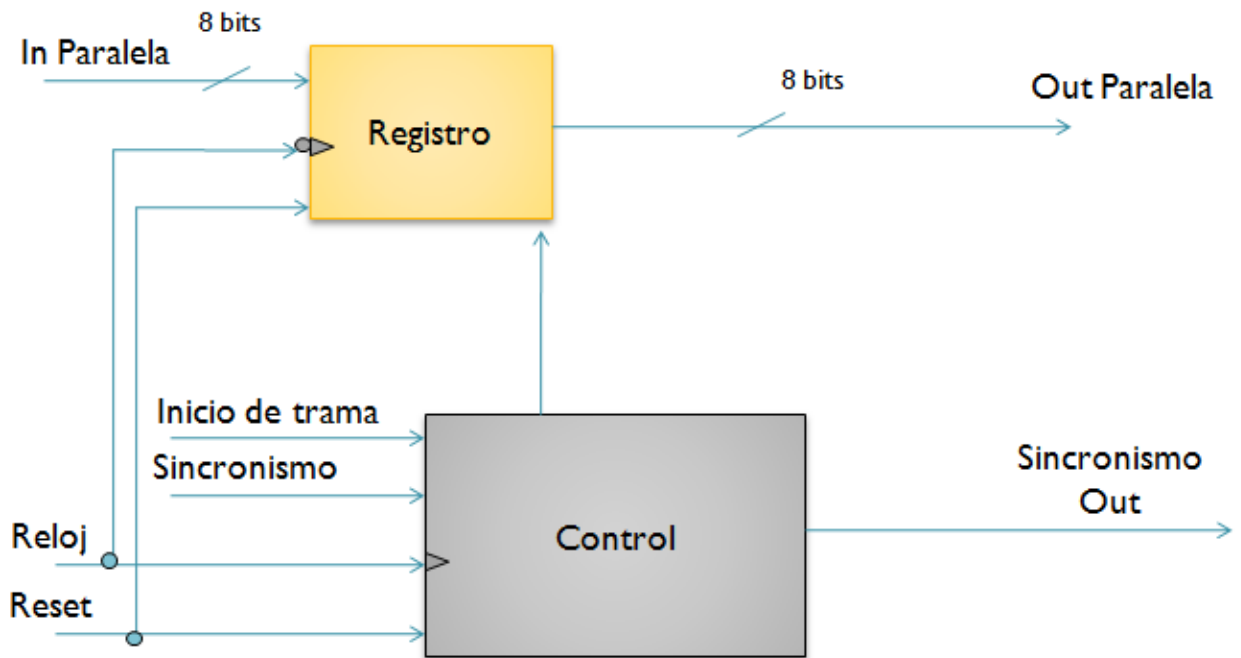 8 bits
In Paralela
8 bits
Out Paralela
Registro
Inicio de trama
Sincronismo
Sincronismo
Out
Reloj
Control
Reset